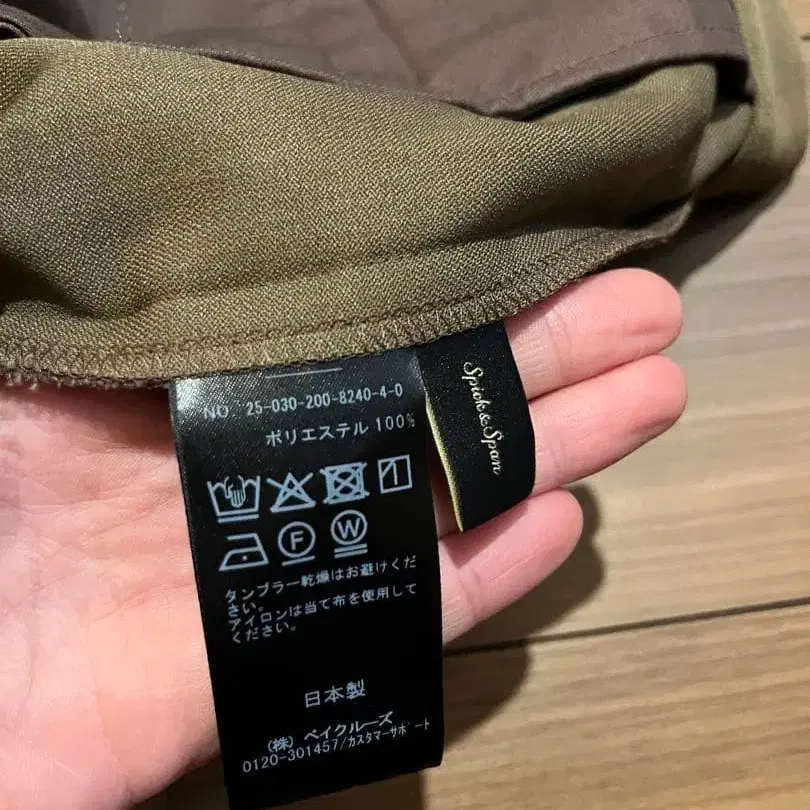 NO 25-030-200-8240-4-0
ポリエステル 100%
F W
タンブラー乾燥はお避けくだ
さい。
アイロンは当て布を使用して
ください。
日本製
(株) ベイクルーズ
0120-301457/カスタマーサポート
Spick & Span